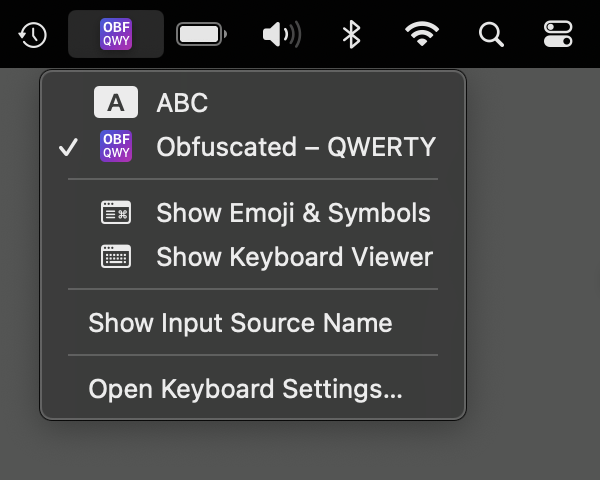 OBF
QWY
A ABC
✓ OBF
QWY Obfuscated – QWERTY
⌘ Show Emoji & Symbols
Show Keyboard Viewer
Show Input Source Name
Open Keyboard Settings...